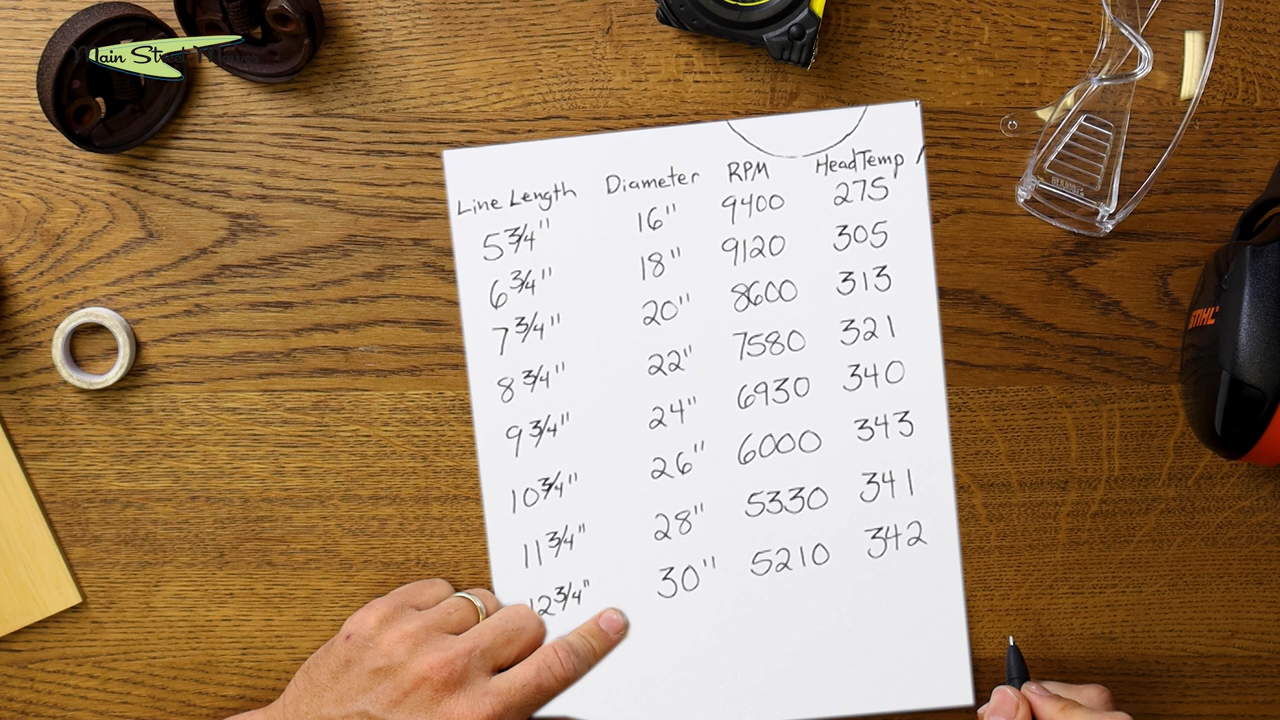 Main Street M
Line Length Diameter RPM HeadTemp
5 3/4" 16" 9400 275
6 3/4" 18" 9120 305
7 3/4" 20" 8600 313
8 3/4" 22" 7580 321
9 3/4" 24" 6930 340
10 3/4" 26" 6000 343
11 3/4" 28" 5330 341
12 3/4" 30" 5210 342
STIHL